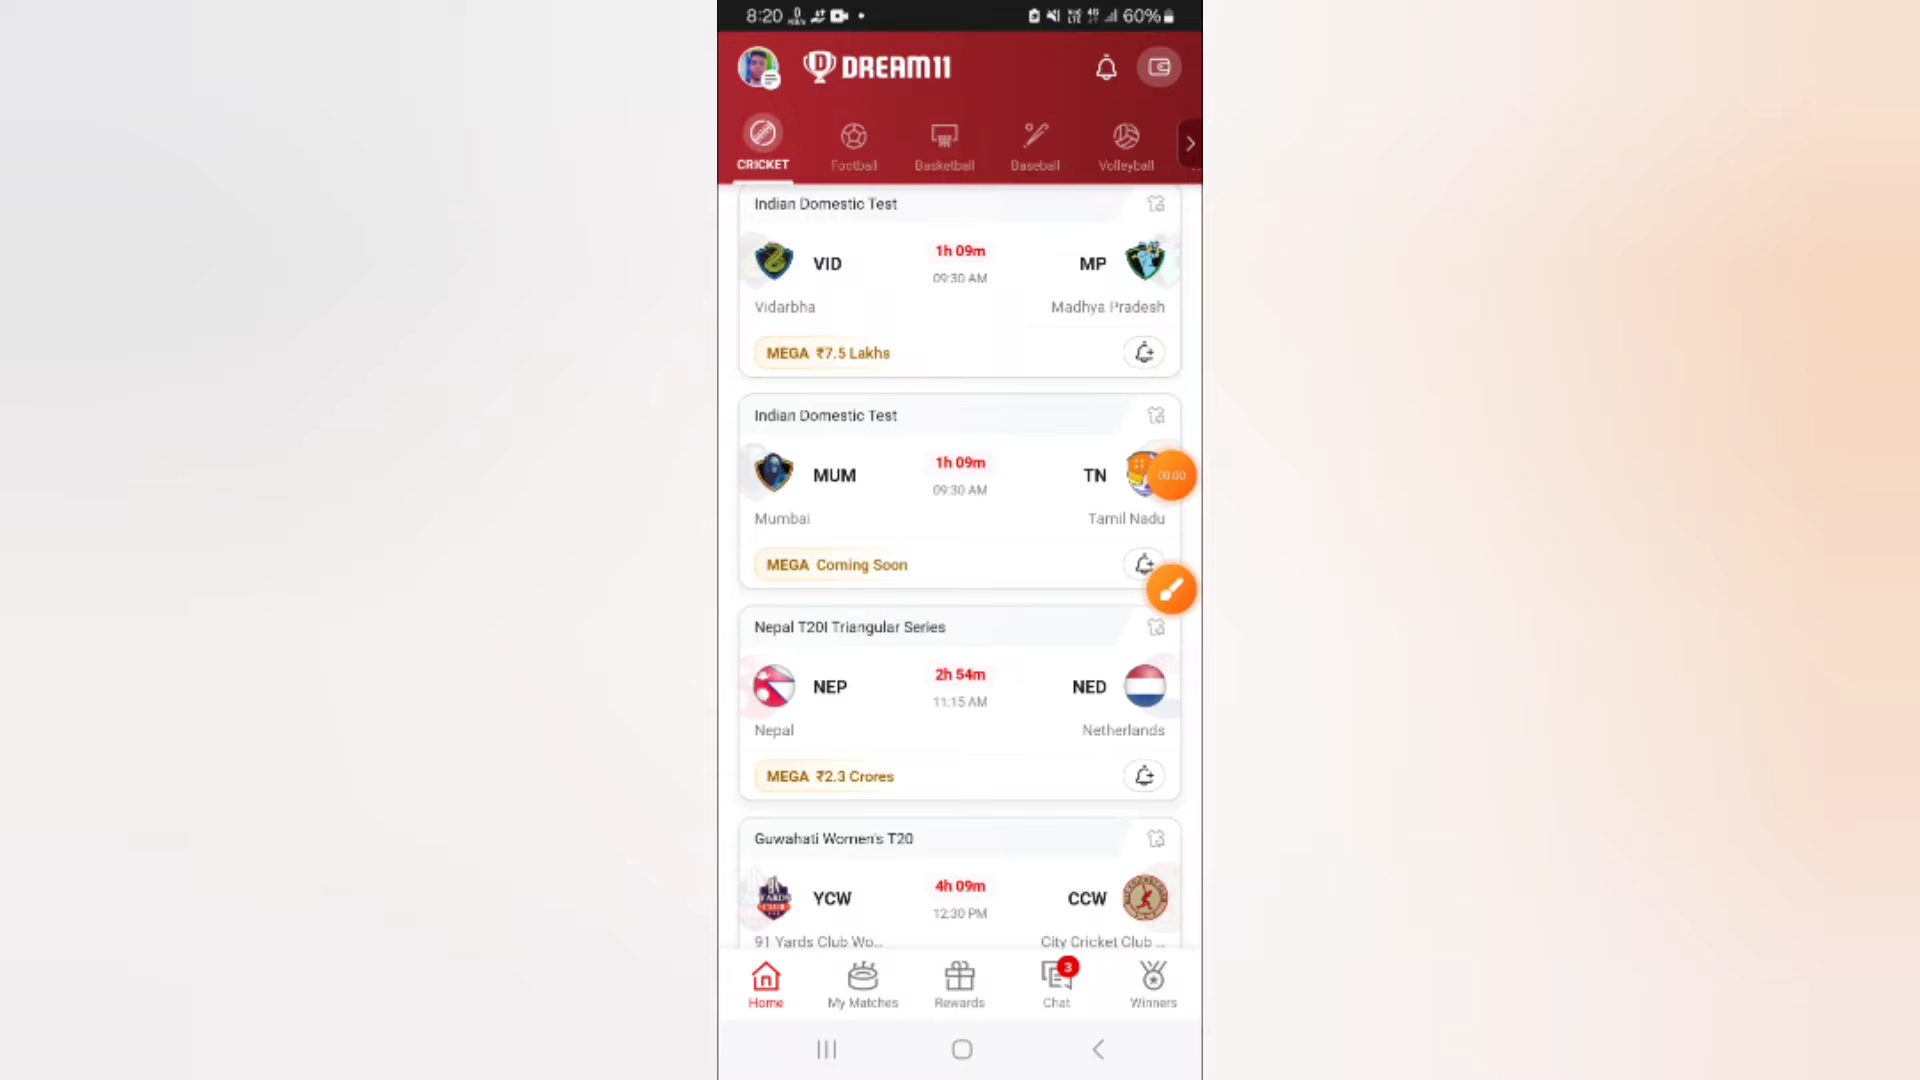 8:20 60%
DREAM11
CRICKET Football Basketball Baseball Volleyball
Indian Domestic Test
1h 09m
VID MP
09:30 AM
Vidarbha Madhya Pradesh
MEGA ₹7.5 Lakhs
Indian Domestic Test
1h 09m
MUM TN
09:30 AM
00:00
Mumbai Tamil Nadu
MEGA Coming Soon
Nepal T20I Triangular Series
2h 54m
NEP NED
11:15 AM
Nepal Netherlands
MEGA ₹2.3 Crores
Guwahati Women's T20
4h 09m
YCW CCW
12:30 PM
91 Yards Club Wo... City Cricket Club ...
3
Home My Matches Rewards Chat Winners